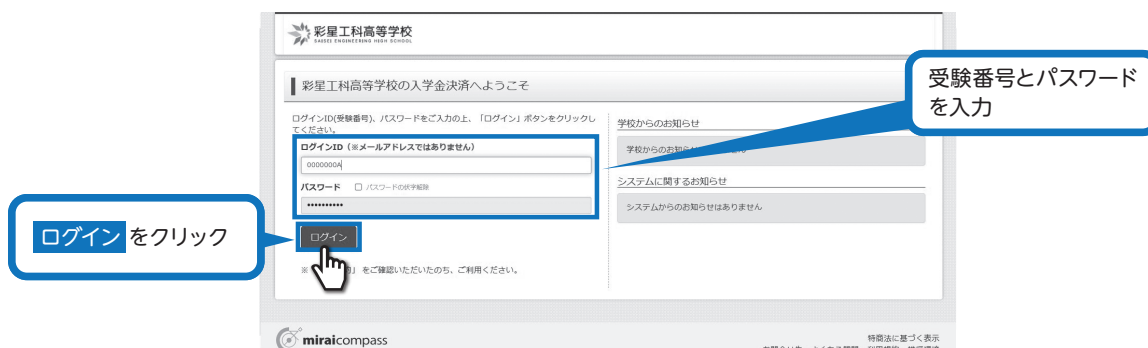 彩星工科高等学校
SAISEI ENGINEERING HIGH SCHOOL
彩星工科高等学校の入学金決済へようこそ
受験番号とパスワード
を入力
ログインID(受験番号)、パスワードをご入力の上、「ログイン」ボタンをクリックし
てください。
ログインID(※メールアドレスではありません)
0000000A
パスワード
パスワードの伏字解除
••••••••••
ログイン
ログイン をクリック
※
」 をご確認いただいたのち、ご利用ください。
学校からのお知らせ
学校からのお知
システムに関するお知らせ
システムからのお知らせはありません
miraicompass
特商法に基づく表示